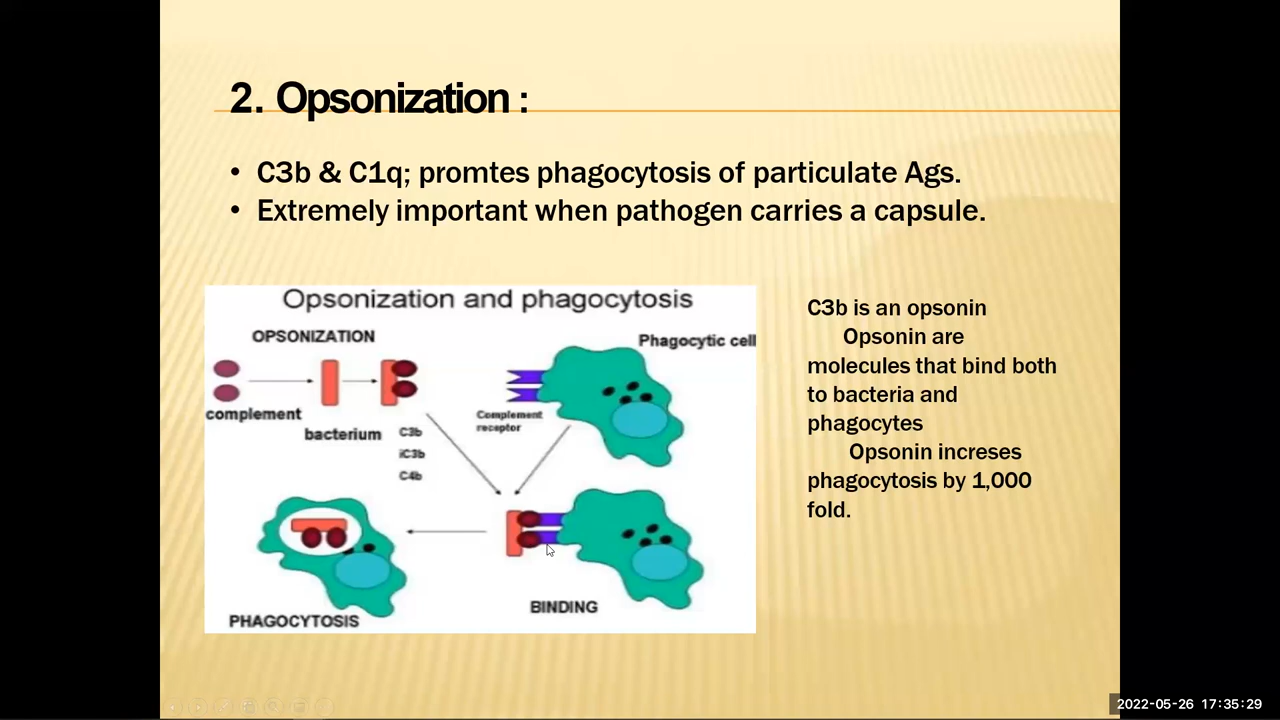 2. Opsonization :
• C3b & C1q; promtes phagocytosis of particulate Ags.
• Extremely important when pathogen carries a capsule.
Opsonization and phagocytosis
OPSONIZATION
Phagocytic cell
complement
bacterium
C3b
iC3b
C4b
Complement
receptor
BINDING
PHAGOCYTOSIS
C3b is an opsonin
Opsonin are
molecules that bind both
to bacteria and
phagocytes
Opsonin increses
phagocytosis by 1,000
fold.
2022-05-26 17:35:29